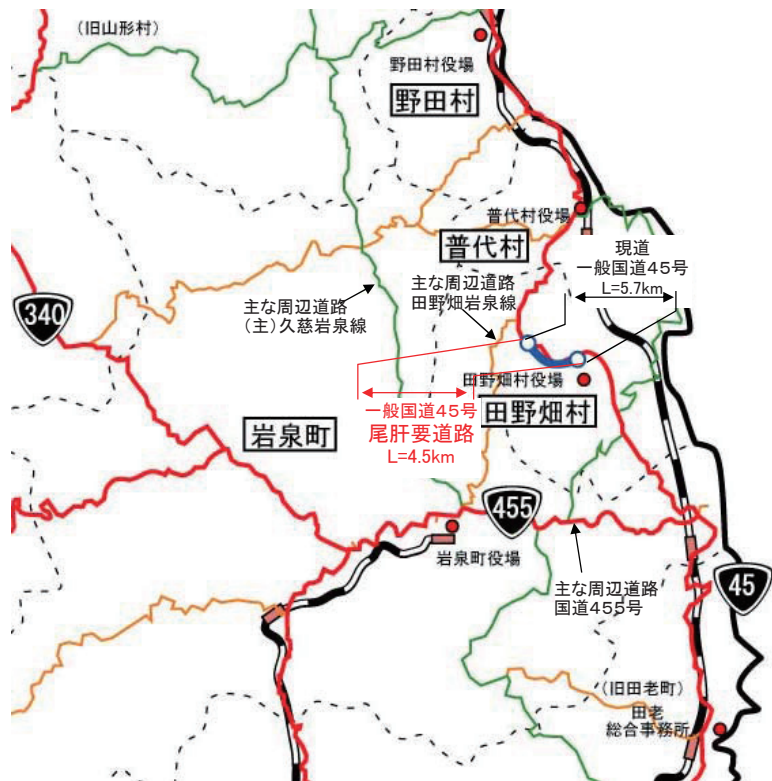 (旧山形村)
野田村役場
野田村
普代村役場
普代村
現道
一般国道45号
L=5.7km
主な周辺道路
田野畑岩泉線
主な周辺道路
(主)久慈岩泉線
340
田野畑村役場
田野畑村
一般国道45号
尾肝要道路
L=4.5km
岩泉町
455
岩泉町役場
主な周辺道路
国道455号
45
(旧田老町)
田老
総合事務所